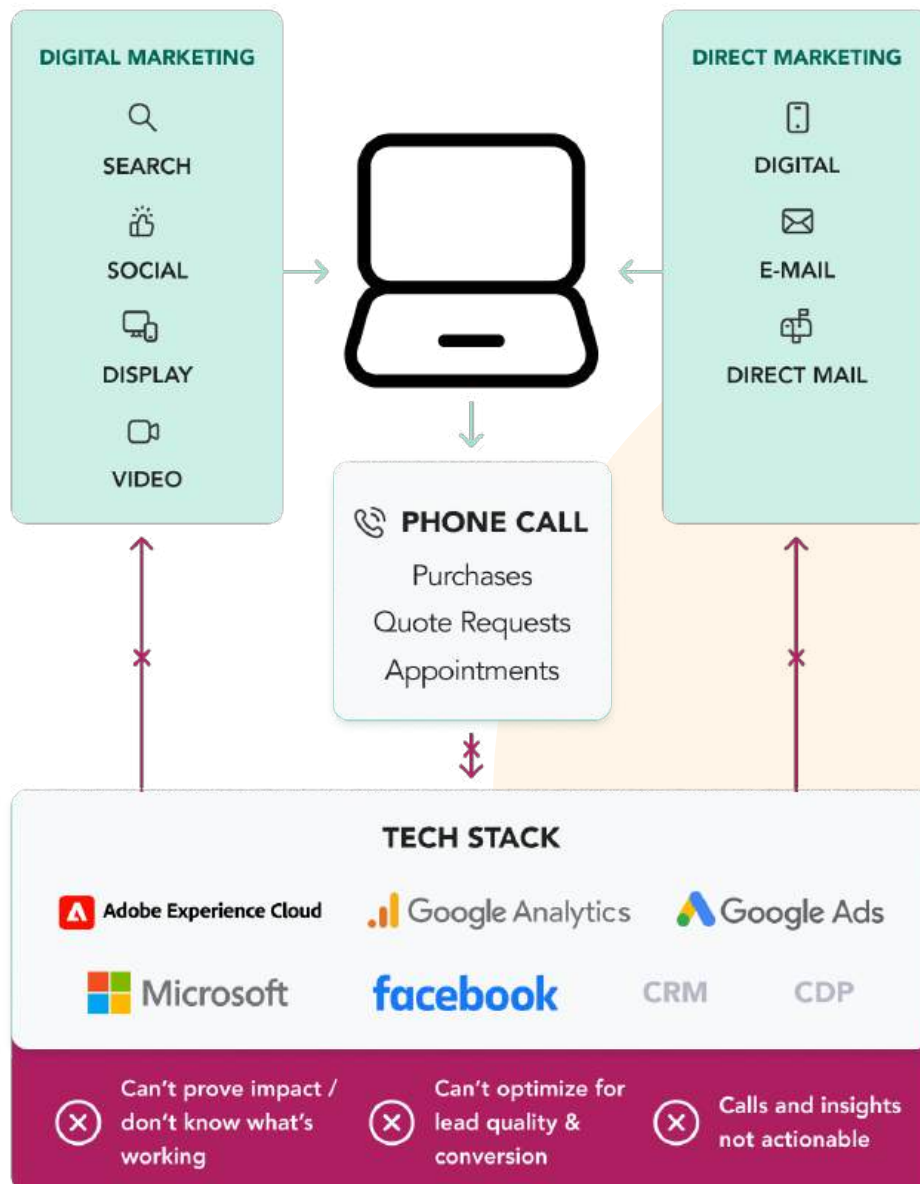 DIGITAL MARKETING
SEARCH
SOCIAL
DISPLAY
VIDEO
DIRECT MARKETING
DIGITAL
E-MAIL
DIRECT MAIL
PHONE CALL
Purchases
Quote Requests
Appointments
TECH STACK
Adobe Experience Cloud
Google Analytics
Google Ads
Microsoft
facebook
CRM
CDP
Can't prove impact /
don't know what's
working
Can't optimize for
lead quality &
conversion
Calls and insights
not actionable